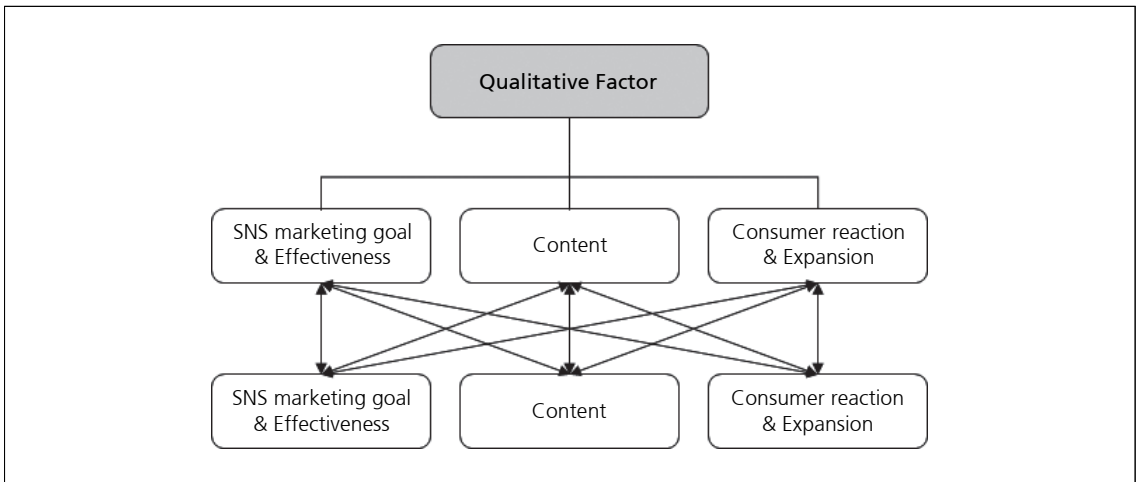 Qualitative Factor
SNS marketing goal
& Effectiveness
Content
Consumer reaction
& Expansion
SNS marketing goal
& Effectiveness
Content
Consumer reaction
& Expansion